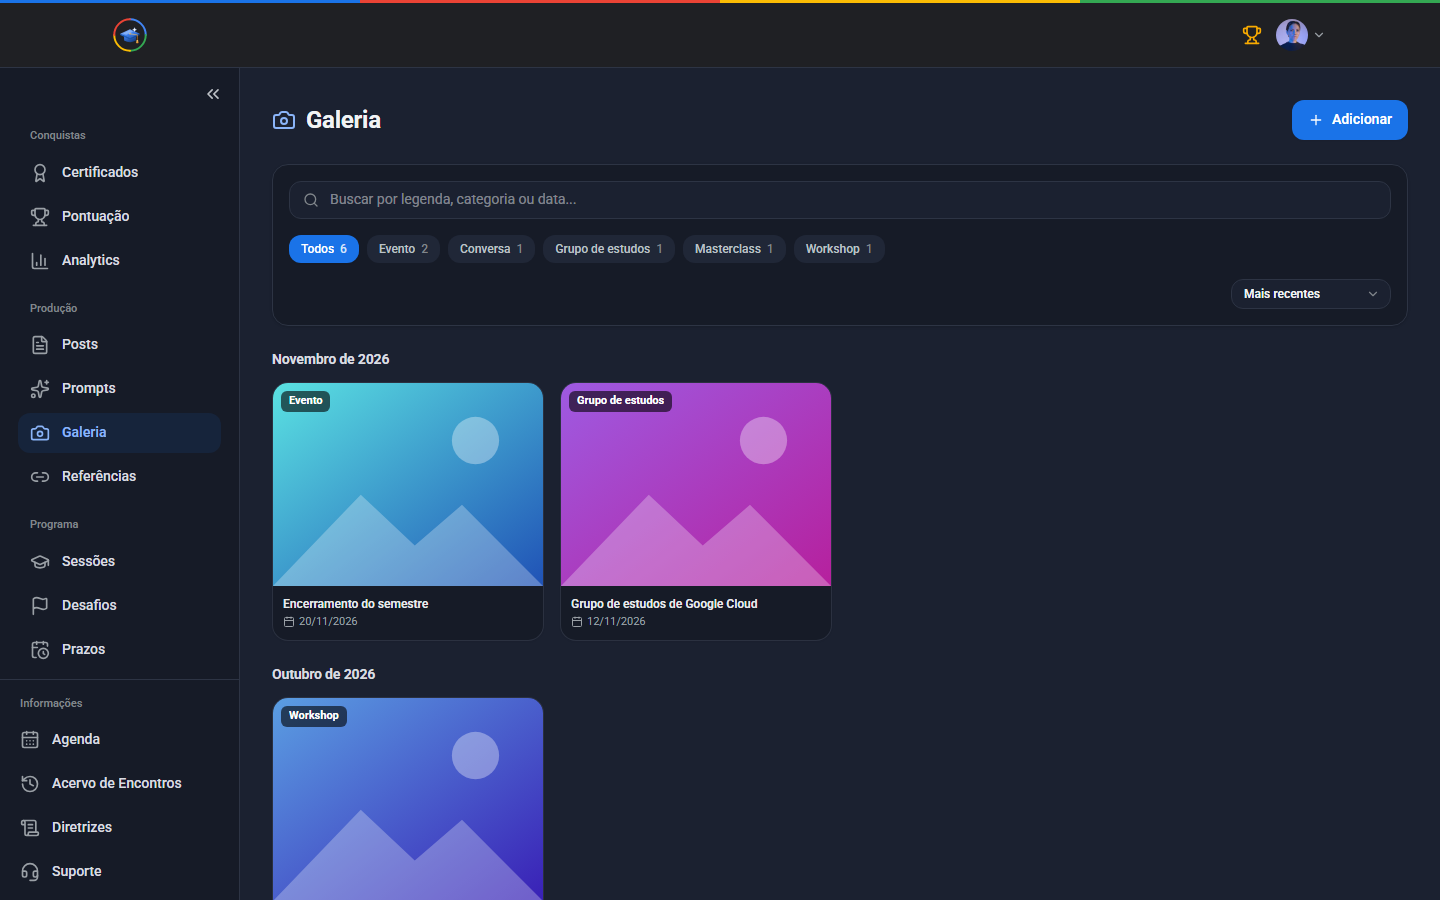 Conquistas
Certificados
Pontuação
Analytics
Produção
Posts
Prompts
Galeria
Referências
Programa
Sessões
Desafios
Prazos
Informações
Agenda
Acervo de Encontros
Diretrizes
Suporte
Galeria
Adicionar
Buscar por legenda, categoria ou data...
Todos 6 Evento 2 Conversa 1 Grupo de estudos 1 Masterclass 1 Workshop 1
Mais recentes
Novembro de 2026
Evento
Encerramento do semestre
20/11/2026
Grupo de estudos
Grupo de estudos de Google Cloud
12/11/2026
Outubro de 2026
Workshop